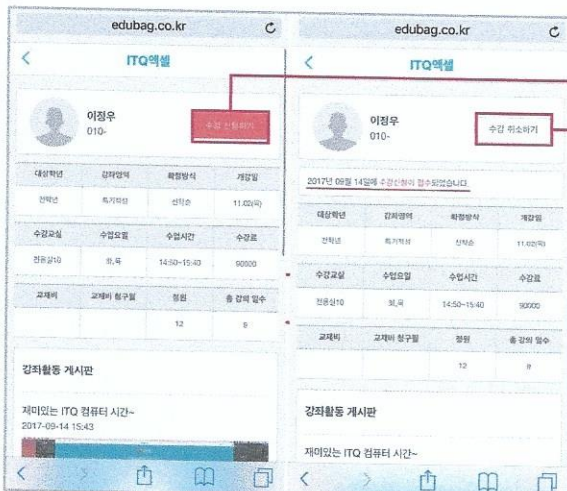 edubag.co.kr
ITQ엑셀
이정우
010-
수강 신청하기
대상학년 강좌영역 확정방식 개강일
전학년 특기적성 선착순 11.02(목)
수강교실 수업요일 수업시간 수강료
전용실10 화,목 14:50~15:40 90000
교재비 교재비 청구월 정원 총 강의 일수
12 9
강좌활동 게시판
재미있는 ITQ 컴퓨터 시간~
2017-09-14 15:43
edubag.co.kr
ITQ엑셀
이정우
010-
수강 취소하기
2017년 09월 14일에 수강신청이 접수되었습니다.
대상학년 강좌영역 확정방식 개강일
전학년 특기적성 선착순 11.02(목)
수강교실 수업요일 수업시간 수강료
전용실10 화,목 14:50~15:40 90000
교재비 교재비 청구월 정원 총 강의 일수
12 9
강좌활동 게시판
재미있는 ITQ 컴퓨터 시간~